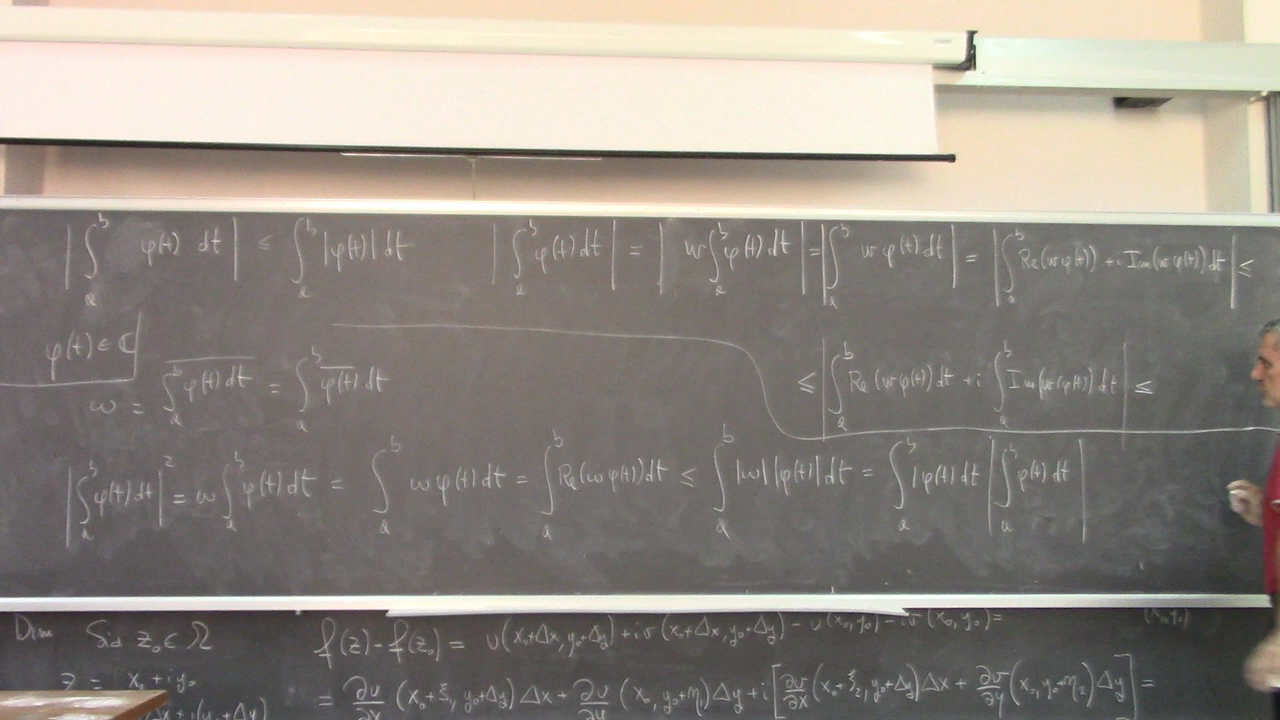 |∫_a^b φ(t) dt| ≤ ∫_a^b |φ(t)| dt
|∫_a^b φ(t) dt| = |w∫_a^b φ(t) dt| = |∫_a^b w φ(t) dt| = |∫_a^b Re(wφ(t)) + i Im(wφ(t)) dt| ≤
φ(t) ∈ ℂ
≤ |∫_a^b Re(wφ(t)) dt + i ∫_a^b Im(wφ(t)) dt| ≤
ω = \overline{∫_a^b φ(t) dt} = ∫_a^b \overline{φ(t)} dt
|∫_a^b φ(t) dt|² = ω∫_a^b φ(t) dt = ∫_a^b ωφ(t) dt = ∫_a^b Re(ωφ(t)) dt ≤ ∫_a^b |ω| |φ(t)| dt = ∫_a^b |φ(t) dt |∫_a^b φ(t) dt|
Dim Sia z₀ ∈ Ω f(z) - f(z₀) = u(x₀+Δx, y₀+Δy) + iv(x₀+Δx, y₀+Δy) - u(x₀, y₀) - iv(x₀, y₀) =
z = x₀ + iy₀
= ∂u/∂x (x₀+ξ₁, y₀+Δy)Δx + ∂u/∂y (x₀, y₀+η₁)Δy + i[∂v/∂x (x₀+ξ₂, y₀+Δy)Δx + ∂v/∂y (x₀, y₀+η₂)Δy] =